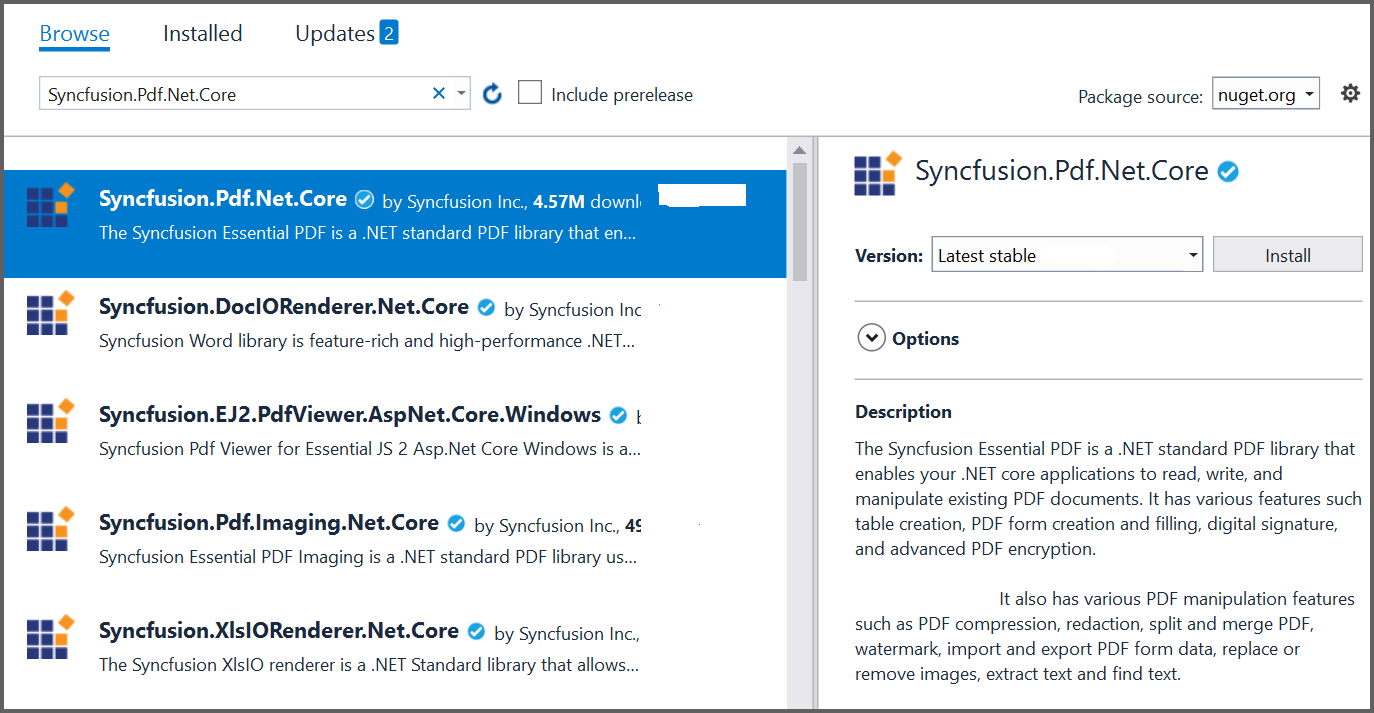 Browse Installed Updates 2
Syncfusion.Pdf.Net.Core Include prerelease Package source: nuget.org
Syncfusion.Pdf.Net.Core by Syncfusion Inc., 4.57M
The Syncfusion Essential PDF is a .NET standard PDF library that en...
Syncfusion.DocIORenderer.Net.Core by Syncfusion Inc
Syncfusion Word library is feature-rich and high-performance .NET...
Syncfusion.EJ2.PdfViewer.AspNet.Core.Windows
Syncfusion Pdf Viewer for Essential JS 2 Asp.Net Core Windows is a...
Syncfusion.Pdf.Imaging.Net.Core by Syncfusion Inc.,
Syncfusion Essential PDF Imaging is a .NET standard PDF library us...
Syncfusion.XlsIORenderer.Net.Core by Syncfusion Inc.,
The Syncfusion XlsIO renderer is a .NET Standard library that allows...
Syncfusion.Pdf.Net.Core
Version: Latest stable Install
Options
Description
The Syncfusion Essential PDF is a .NET standard PDF library that
enables your .NET core applications to read, write, and
manipulate existing PDF documents. It has various features such
table creation, PDF form creation and filling, digital signature,
and advanced PDF encryption.
It also has various PDF manipulation features
such as PDF compression, redaction, split and merge PDF,
watermark, import and export PDF form data, replace or
remove images, extract text and find text.